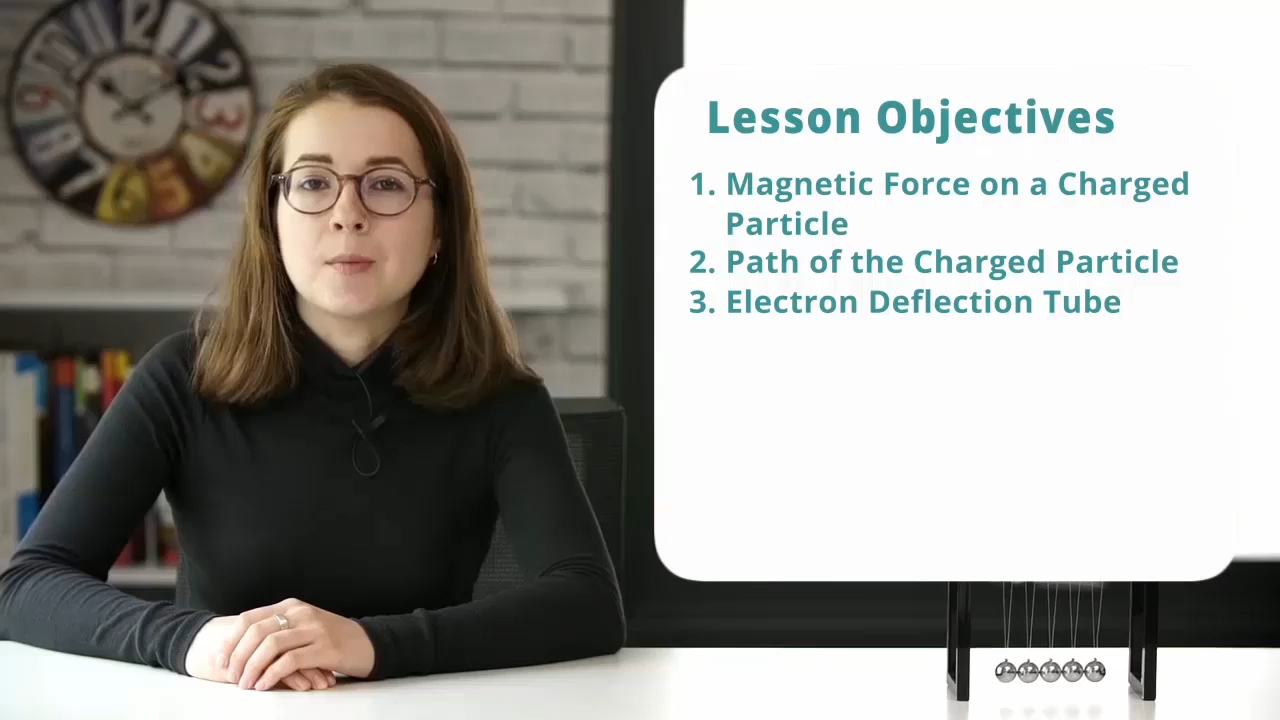 Lesson Objectives
1. Magnetic Force on a Charged
Particle
2. Path of the Charged Particle
3. Electron Deflection Tube